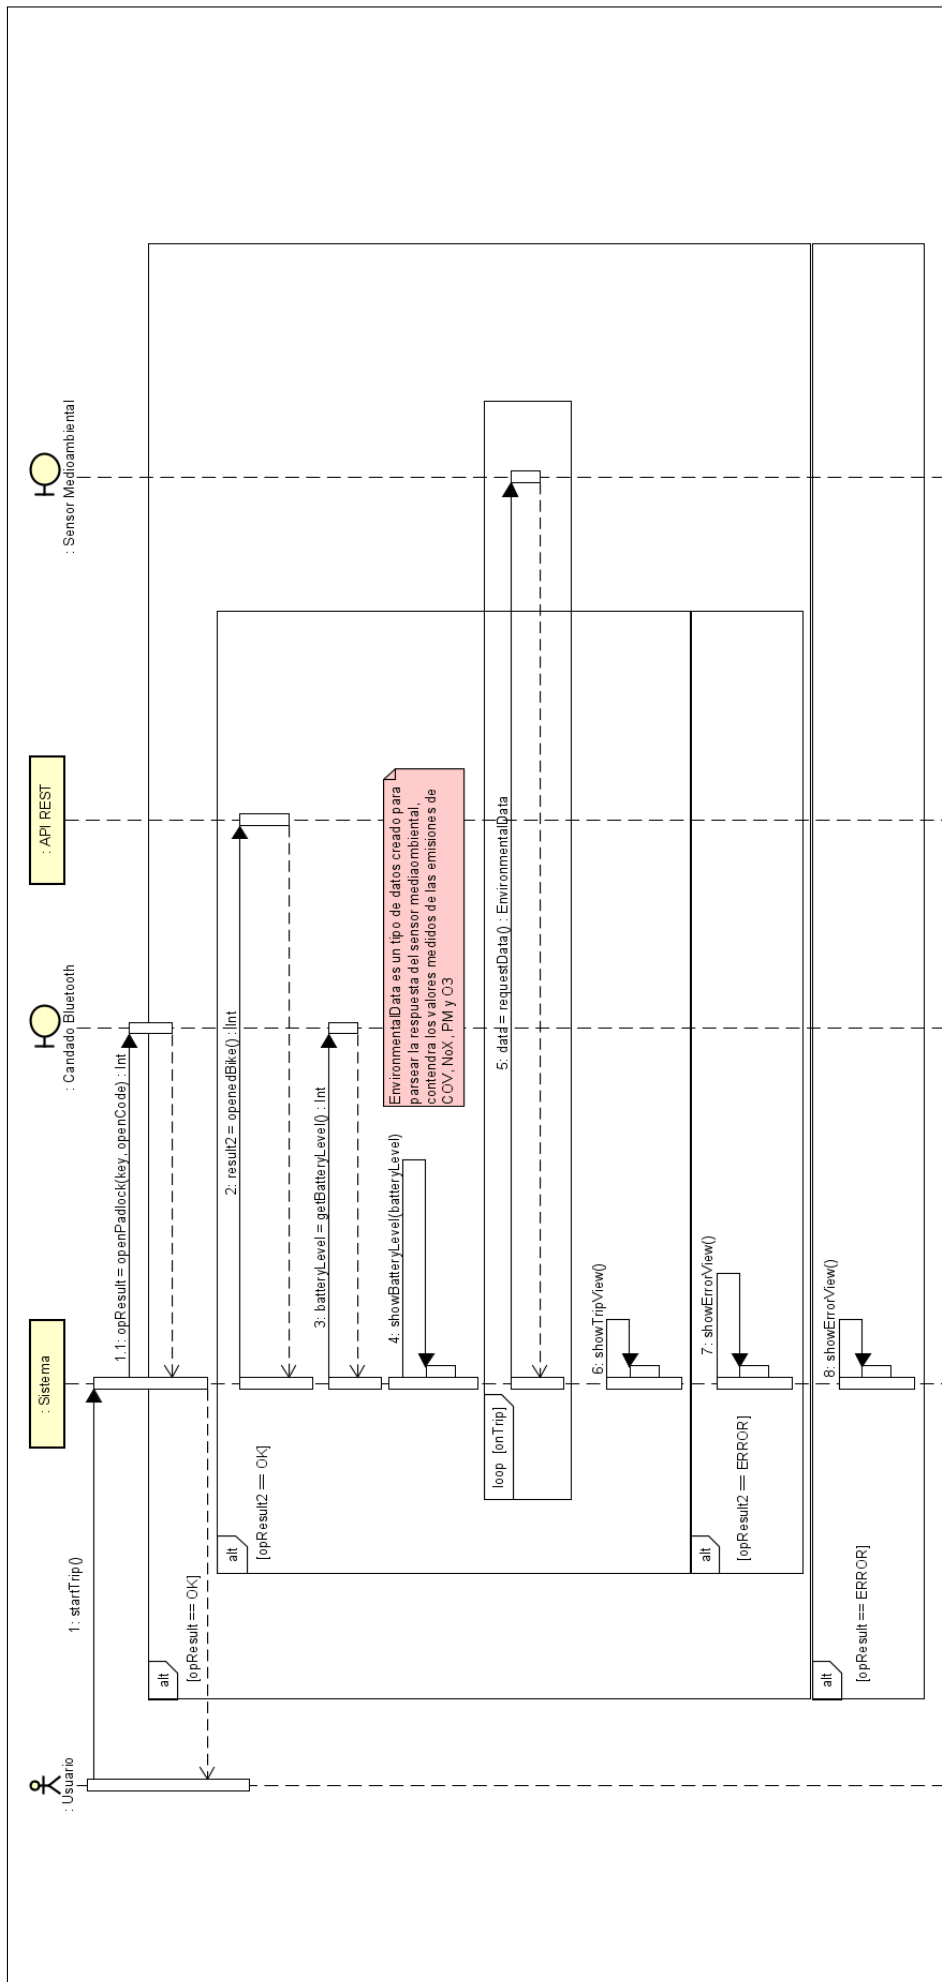 : Usuario
: Sistema
: Candado Bluetooth
: API REST
: Sensor Medioambiental
1: startTrip()
1.1: opResult = openPadlock(key, openCode) : Int
alt
[opResult == OK]
alt
[opResult2 == OK]
2: result2 = openedBike() : Int
3: batteryLevel = getBatteryLevel() : Int
4: showBatteryLevel(batteryLevel)
EnvironmentalData es un tipo de datos creado para
parsear la respuesta del sensor mediaombiental,
contendra los valores medidos de las emisiones de
COV, NoX, PM y O3
loop [onTrip]
5: data = requestData() : EnvironmentalData
6: showTripView()
alt
[opResult2 == ERROR]
7: showErrorView()
alt
[opResult == ERROR]
8: showErrorView()